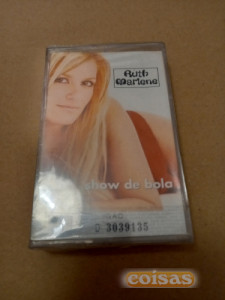 Ruth
Marlene
show de bola
0 3039135
coisas